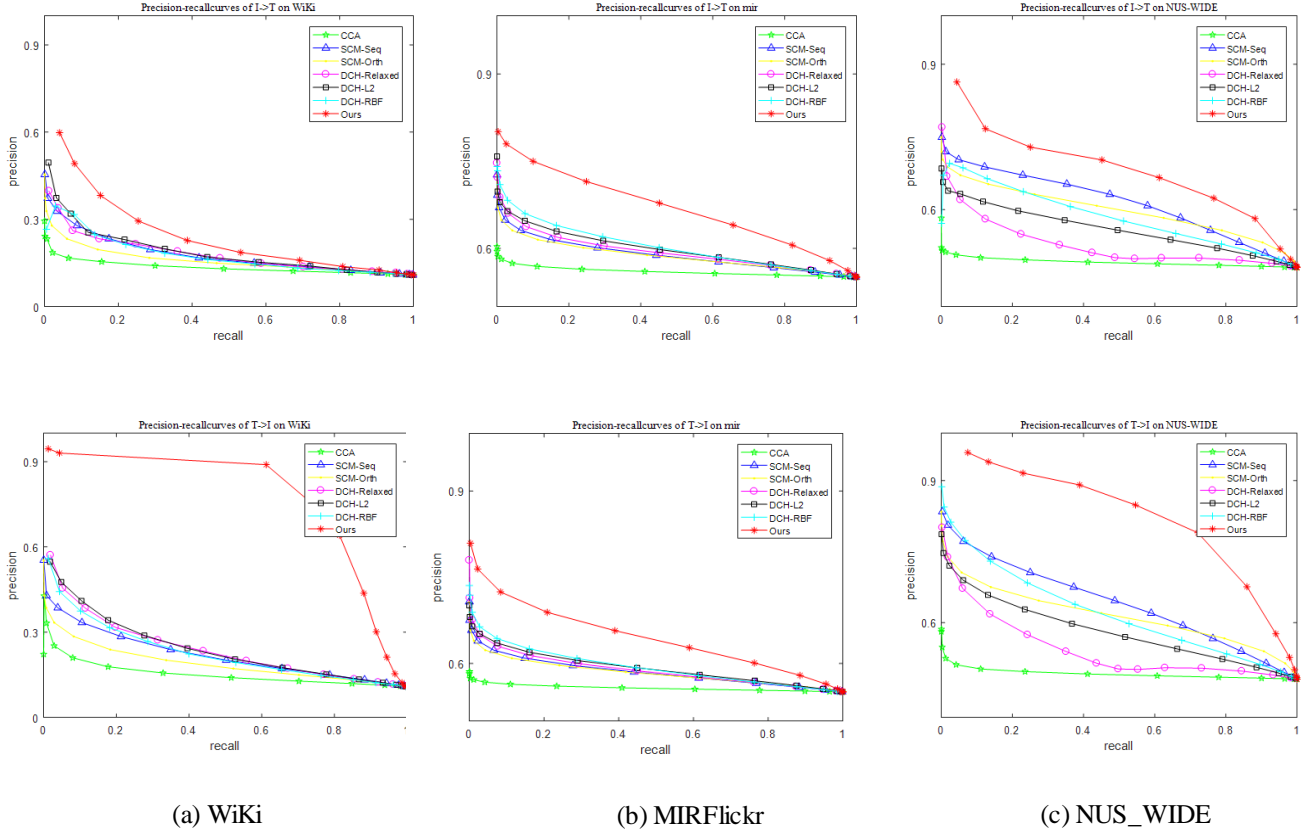 Precision-recallcurves of I->T on WiKi
0.9
0.6
0.3
0
precision
0 0.2 0.4 0.6 0.8 1
recall
CCA
SCM-Seq
SCM-Orth
DCH-Relaxed
DCH-L2
DCH-RBF
Ours
Precision-recallcurves of I->T on mir
0.9
0.6
precision
0 0.2 0.4 0.6 0.8 1
recall
CCA
SCM-Seq
SCM-Orth
DCH-Relaxed
DCH-L2
DCH-RBF
Ours
Precision-recallcurves of I->T on NUS-WIDE
0.9
0.6
precision
0 0.2 0.4 0.6 0.8 1
recall
CCA
SCM-Seq
SCM-Orth
DCH-Relaxed
DCH-L2
DCH-RBF
Ours
Precision-recallcurves of T->I on WiKi
0.9
0.6
0.3
0
precision
0 0.2 0.4 0.6 0.8 1
recall
CCA
SCM-Seq
SCM-Orth
DCH-Relaxed
DCH-L2
DCH-RBF
Ours
Precision-recallcurves of T->I on mir
0.9
0.6
precision
0 0.2 0.4 0.6 0.8 1
recall
CCA
SCM-Seq
SCM-Orth
DCH-Relaxed
DCH-L2
DCH-RBF
Ours
Precision-recallcurves of T->I on NUS-WIDE
0.9
0.6
precision
0 0.2 0.4 0.6 0.8 1
recall
CCA
SCM-Seq
SCM-Orth
DCH-Relaxed
DCH-L2
DCH-RBF
Ours
(a) WiKi
(b) MIRFlickr
(c) NUS_WIDE